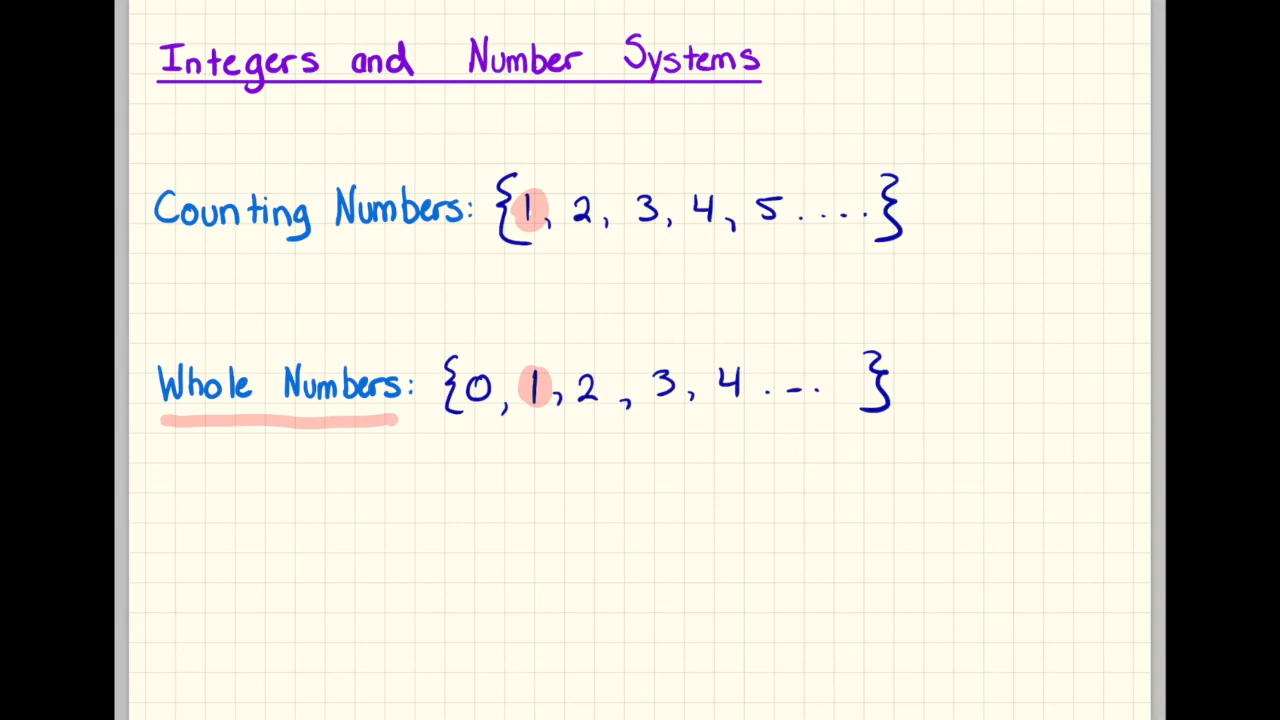 Integers and Number Systems
Counting Numbers: {1, 2, 3, 4, 5 ....}
Whole Numbers: {0, 1, 2, 3, 4 ... }